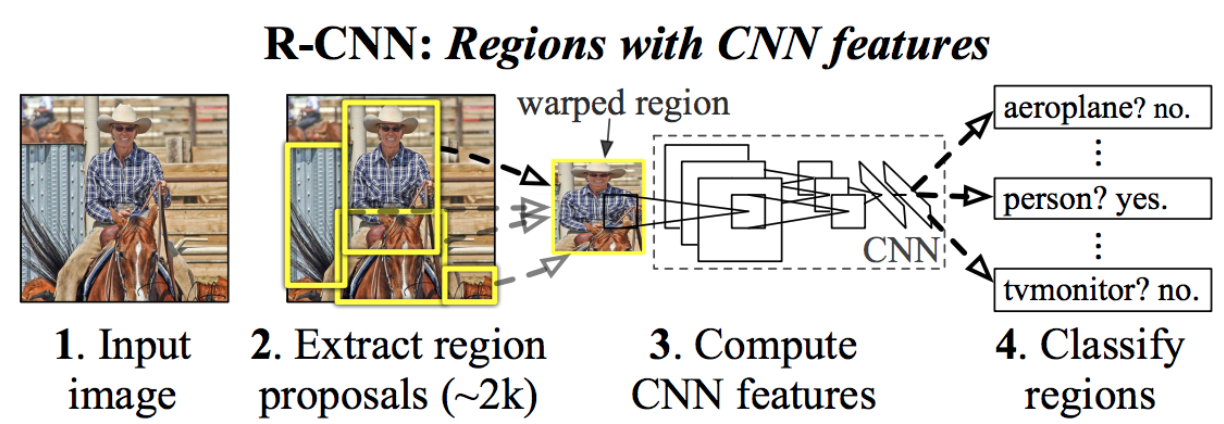 R-CNN: Regions with CNN features
warped region
aeroplane? no.
person? yes.
tvmonitor? no.
CNN
1. Input
image
2. Extract region
proposals (~2k)
3. Compute
CNN features
4. Classify
regions